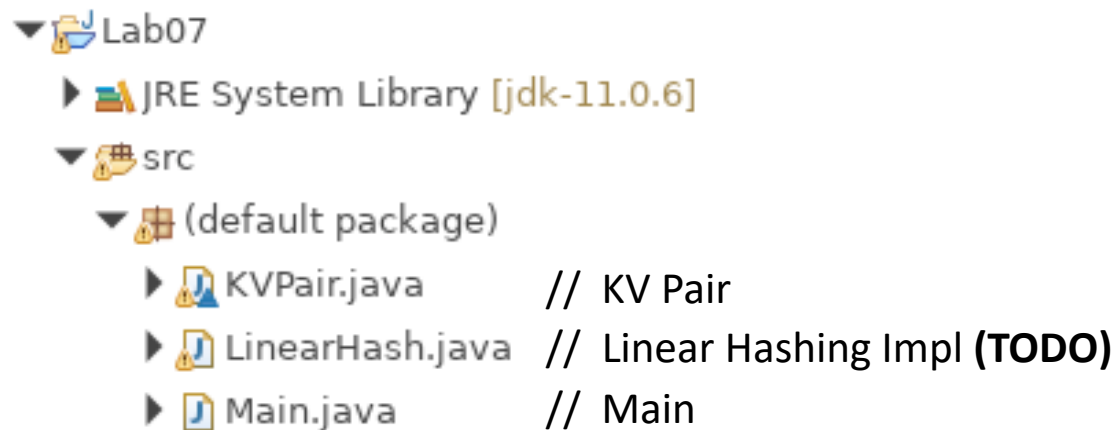 Lab07
JRE System Library [jdk-11.0.6]
src
(default package)
KVPair.java // KV Pair
LinearHash.java // Linear Hashing Impl (TODO)
Main.java // Main